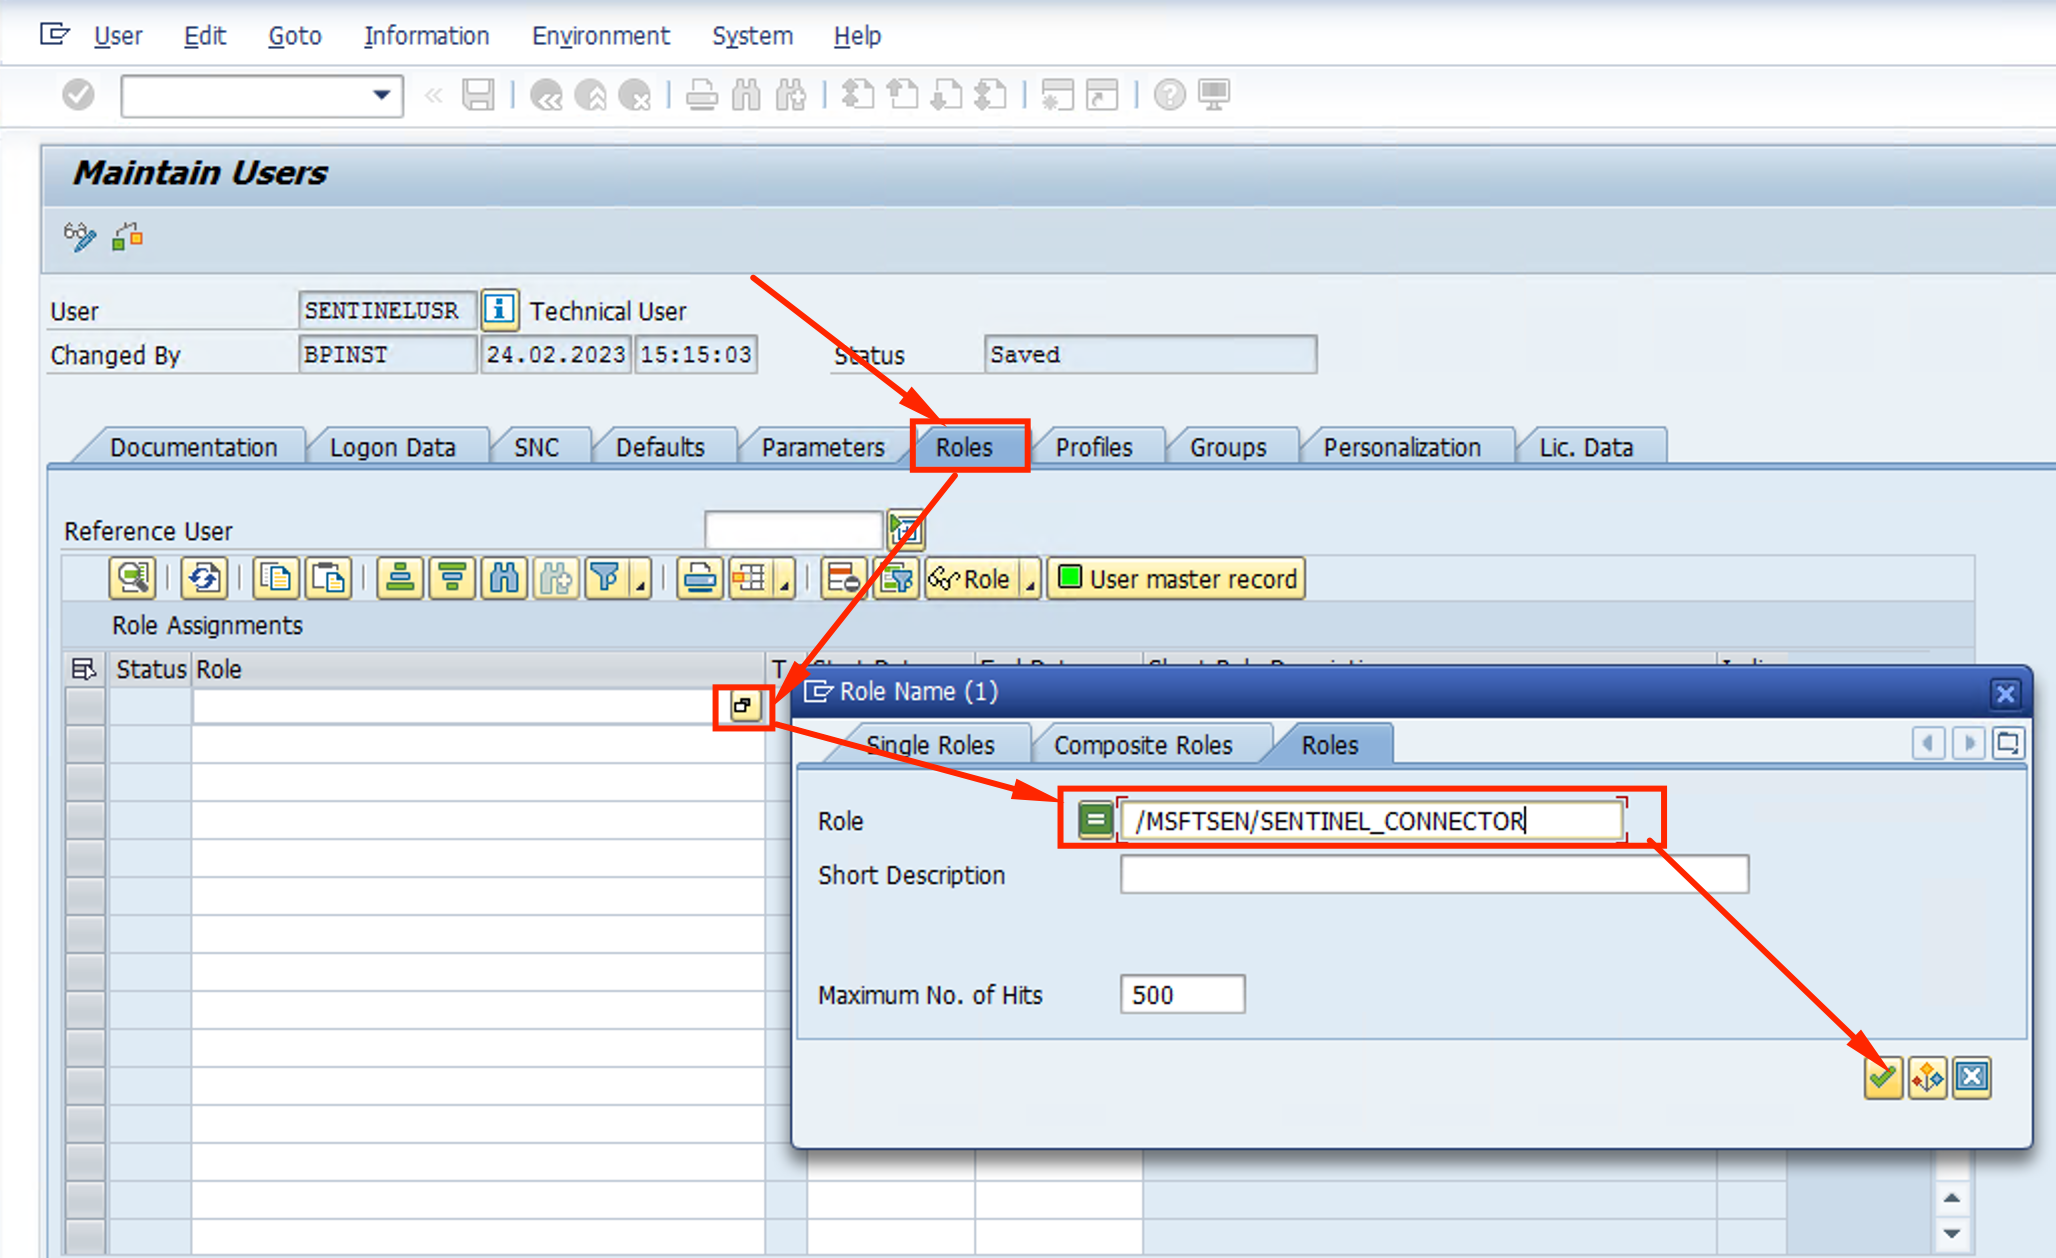 User Edit Goto Information Environment System Help
Maintain Users
User SENTINELUSR Technical User
Changed By BPINST 24.02.2023 15:15:03 Status Saved
Documentation Logon Data SNC Defaults Parameters Roles Profiles Groups Personalization Lic. Data
Reference User
Role User master record
Role Assignments
Status Role T
Role Name (1)
Single Roles Composite Roles Roles
Role = /MSFTSEN/SENTINEL_CONNECTOR
Short Description
Maximum No. of Hits 500